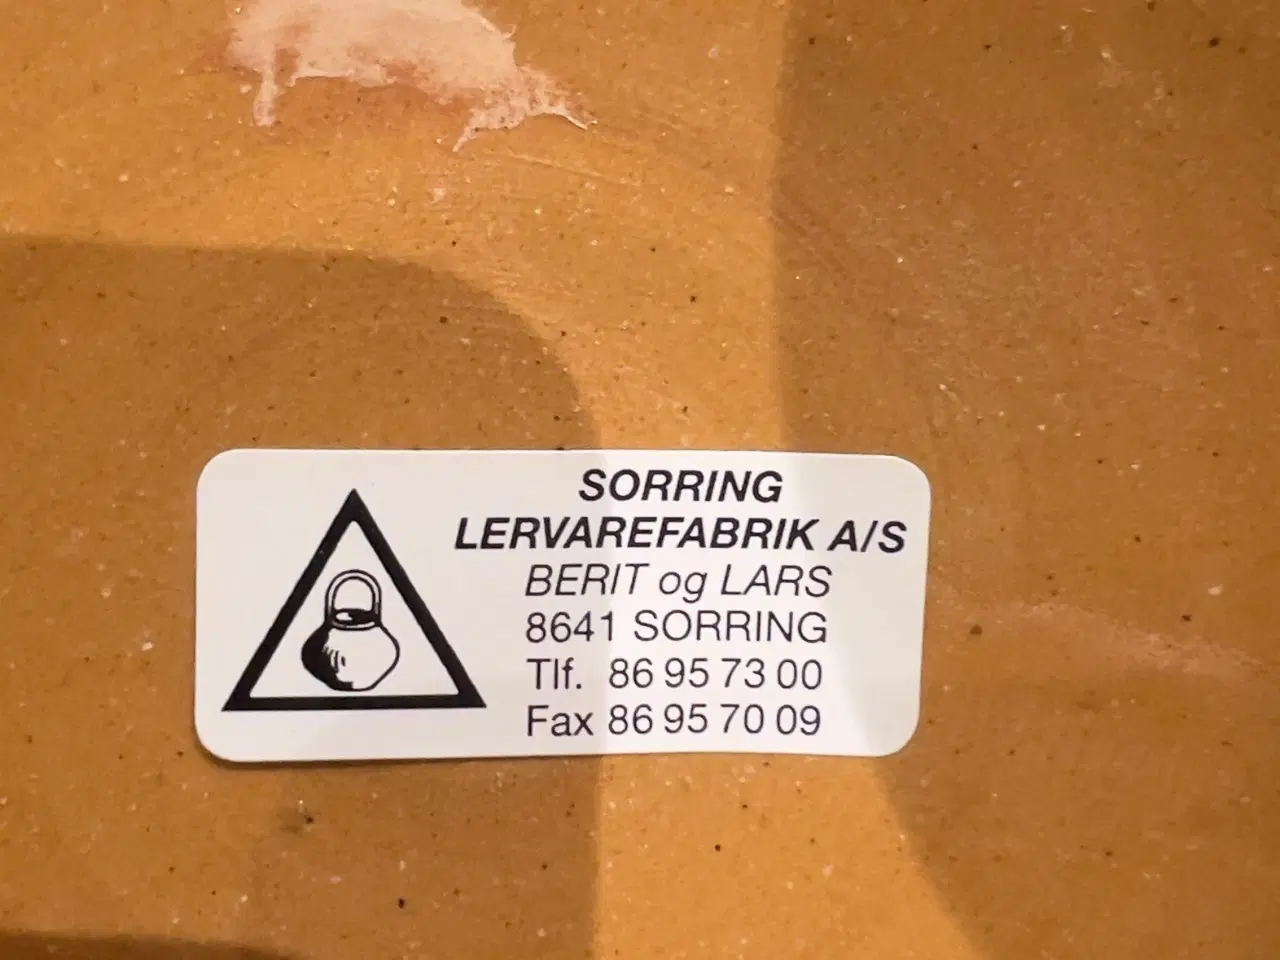 SORRING
LERVAREFABRIK A/S
BERIT og LARS
8641 SORRING
Tlf. 86 95 73 00
Fax 86 95 70 09